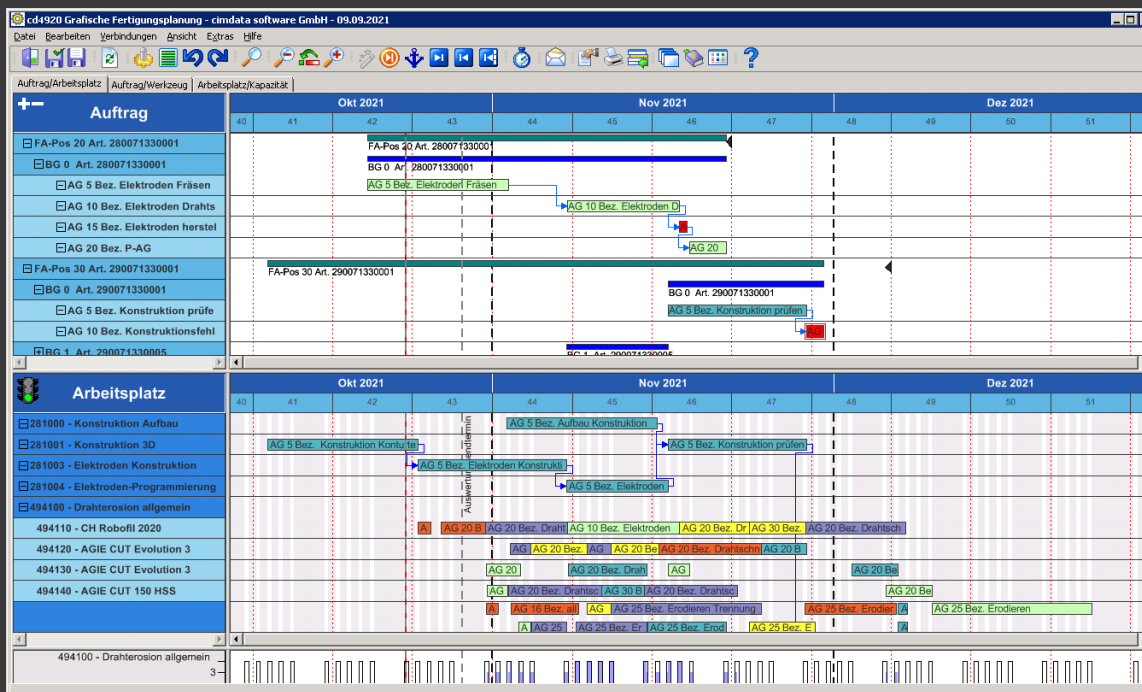 cd4920 Grafische Fertigungsplanung - cimdata software GmbH - 09.09.2021
Datei Bearbeiten Verbindungen Ansicht Extras Hilfe
Auftrag/Arbeitsplatz Auftrag/Werkzeug Arbeitsplatz/Kapazität
Auftrag
Okt 2021 Nov 2021 Dez 2021
40 41 42 43 44 45 46 47 48 49 50 51
FA-Pos 20 Art. 280071330001 FA-Pos 20 Art. 280071330001
BG 0 Art. 280071330001 BG 0 Art. 280071330001
AG 5 Bez. Elektroden Fräsen AG 5 Bez. Elektroden Fräsen
AG 10 Bez. Elektroden Drahts AG 10 Bez. Elektroden D
AG 15 Bez. Elektroden herstel A
AG 20 Bez. P-AG AG 20
FA-Pos 30 Art. 290071330001 FA-Pos 30 Art. 290071330001
BG 0 Art. 290071330001 BG 0 Art. 290071330001
AG 5 Bez. Konstruktion prüfe AG 5 Bez. Konstruktion prüfen
AG 10 Bez. Konstruktionsfehl AG
BG 1 Art. 290071330005 BG 1 Art. 290071330005
Arbeitsplatz
Okt 2021 Nov 2021 Dez 2021
40 41 42 43 44 45 46 47 48 49 50 51
281000 - Konstruktion Aufbau AG 5 Bez. Aufbau Konstruktion
281001 - Konstruktion 3D AG 5 Bez. Konstruktion Kontu te AG 5 Bez. Konstruktion prüfen
281003 - Elektroden Konstruktion AG 5 Bez. Elektroden Konstrukti
281004 - Elektroden-Programmierung AG 5 Bez. Elektroden
494100 - Drahterosion allgemein
494110 - CH Robofil 2020 A AG 20 B AG 20 Bez. Draht AG 10 Bez. Elektroden AG 20 Bez. Dr AG 30 Bez. AG 20 Bez. Drahtsch
494120 - AGIE CUT Evolution 3 AG AG 20 Bez. AG AG 20 Be AG 20 Bez. Drahtschn AG 20 B
494130 - AGIE CUT Evolution 3 AG 20 AG 20 Bez. Drah AG AG 20 Be
494140 - AGIE CUT 150 HSS AG AG 20 Bez. Drahtsc AG 30 B AG 20 Bez. Drahtsc AG 20 Be
A AG 16 Bez. all AG AG 25 Bez. Erodieren Trennung AG 25 Bez. Erodier A AG 25 Bez. Erodieren
A AG 25 AG 25 Bez. Er AG 25 Bez. Erod AG 25 Bez. E A
494100 - Drahterosion allgemein
3